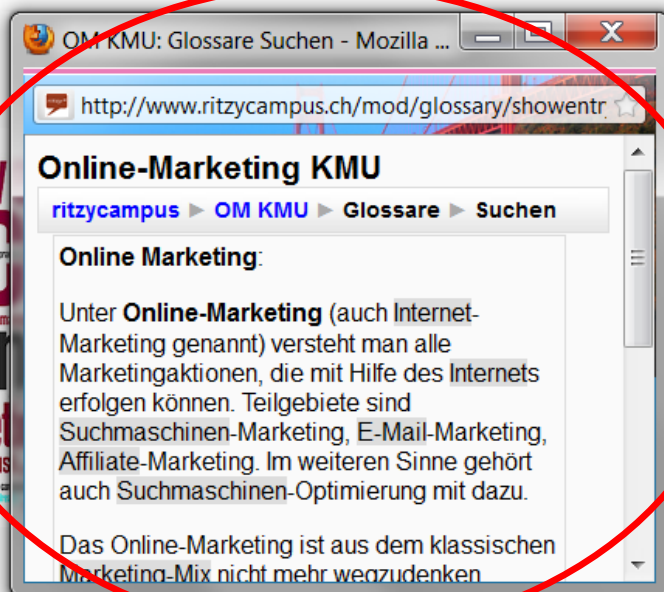 OM KMU: Glossare Suchen - Mozilla ...
http://www.ritzycampus.ch/mod/glossary/showentr
Online-Marketing KMU
ritzycampus ► OM KMU ► Glossare ► Suchen
Online Marketing:
Unter Online-Marketing (auch Internet-
Marketing genannt) versteht man alle
Marketingaktionen, die mit Hilfe des Internets
erfolgen können. Teilgebiete sind
Suchmaschinen-Marketing, E-Mail-Marketing,
Affiliate-Marketing. Im weiteren Sinne gehört
auch Suchmaschinen-Optimierung mit dazu.
Das Online-Marketing ist aus dem klassischen
Marketing-Mix nicht mehr wegzudenken